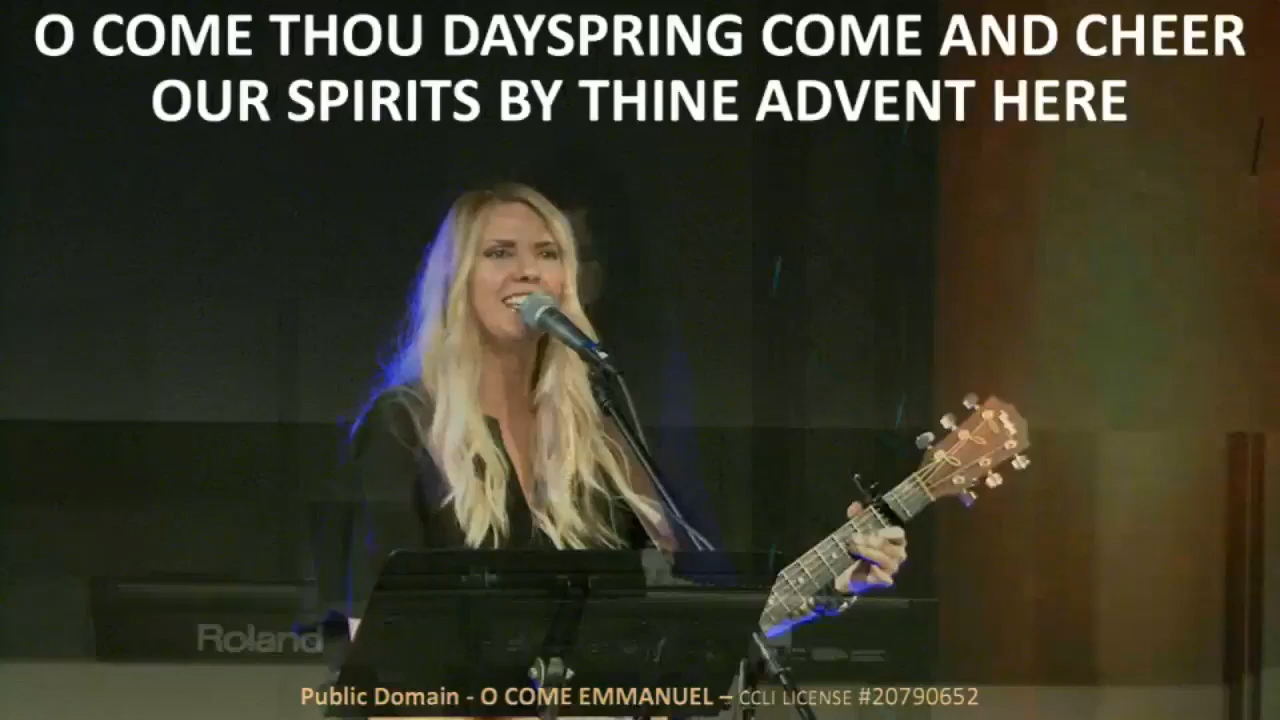 O COME THOU DAYSPRING COME AND CHEER
OUR SPIRITS BY THINE ADVENT HERE
Roland
Public Domain - O COME EMMANUEL – CCLI LICENSE #20790652